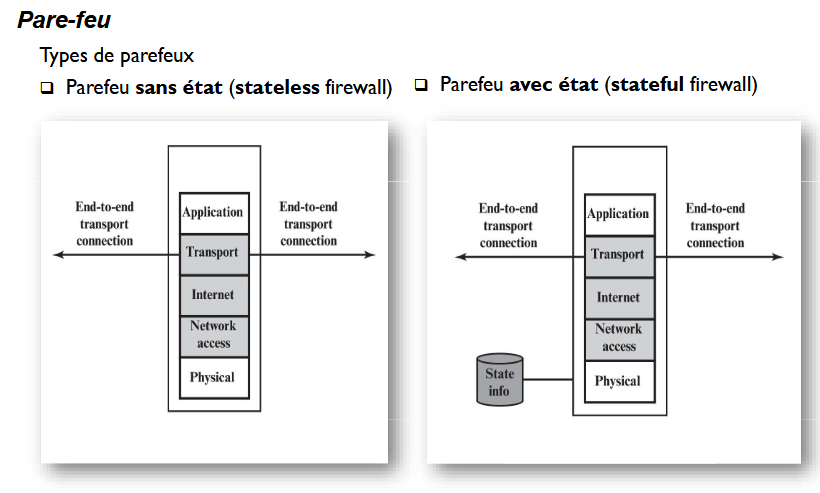 Pare-feu
Types de parefeux
❑ Parefeu sans état (stateless firewall)
❑ Parefeu avec état (stateful firewall)
End-to-end
transport
connection
Application
Transport
Internet
Network
access
Physical
End-to-end
transport
connection
End-to-end
transport
connection
Application
Transport
Internet
Network
access
Physical
End-to-end
transport
connection
State
info